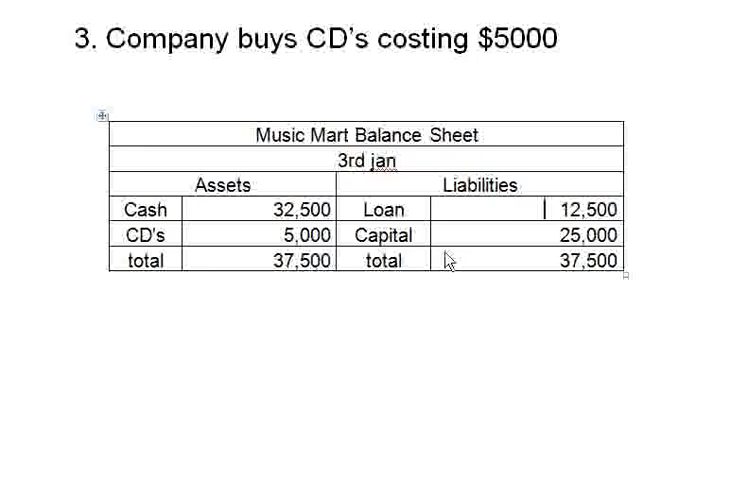 3. Company buys CD's costing $5000
Music Mart Balance Sheet
3rd jan
Assets Liabilities
Cash 32,500 Loan 12,500
CD's 5,000 Capital 25,000
total 37,500 total 37,500